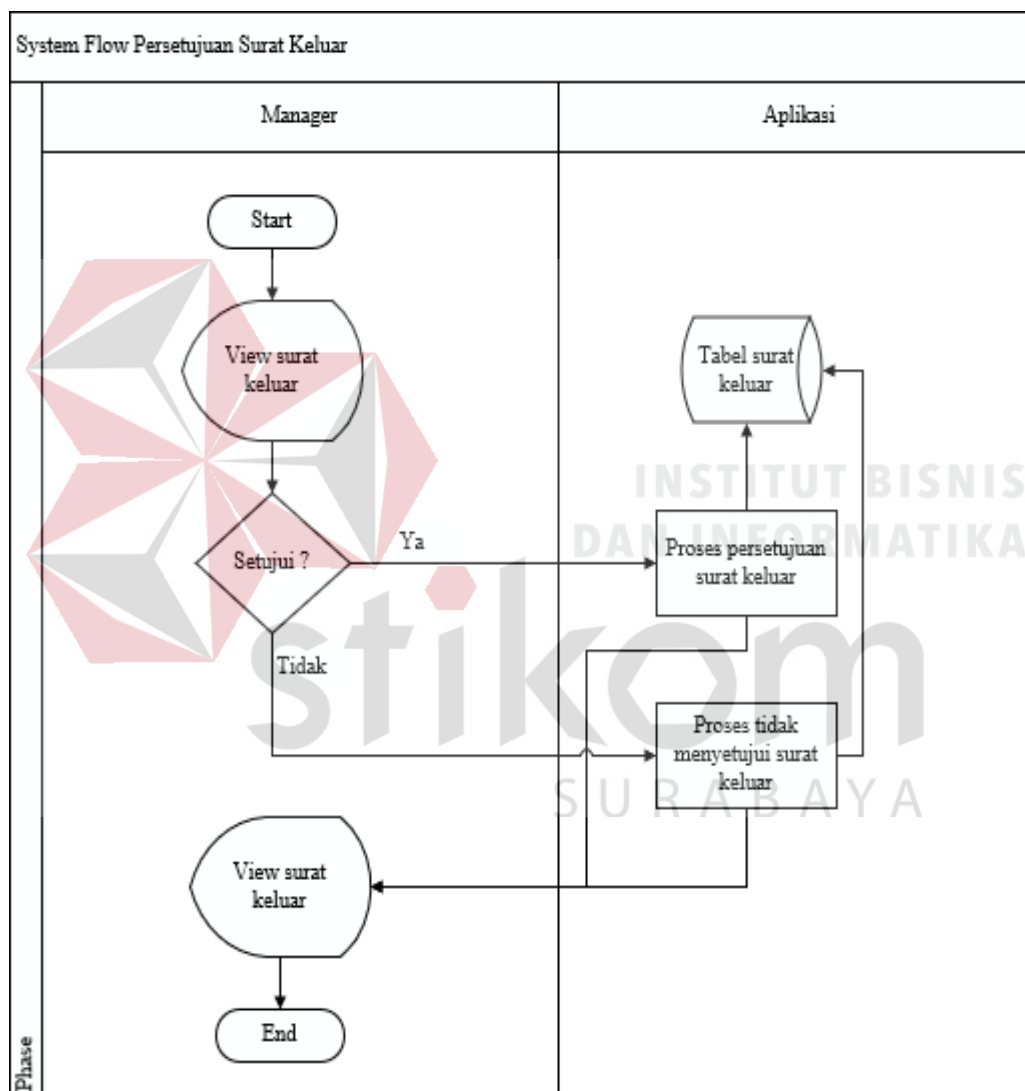 System Flow Persetujuan Surat Keluar
Manager
Aplikasi
Start
View surat
keluar
Tabel surat
keluar
INSTITUT BISNIS
DAN INFORMATIKA
Setujui ?
Ya
Proses persetujuan
surat keluar
Tidak
stikom
Proses tidak
menyetujui surat
keluar
SURABAYA
View surat
keluar
End
Phase